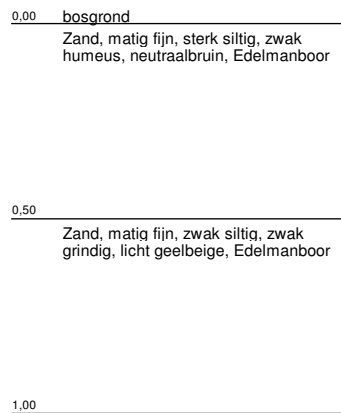 0,00 bosgrond
Zand, matig fijn, sterk siltig, zwak
humeus, neutraalbruin, Edelmanboor
0,50
Zand, matig fijn, zwak siltig, zwak
grindig, licht geelbeige, Edelmanboor
1,00